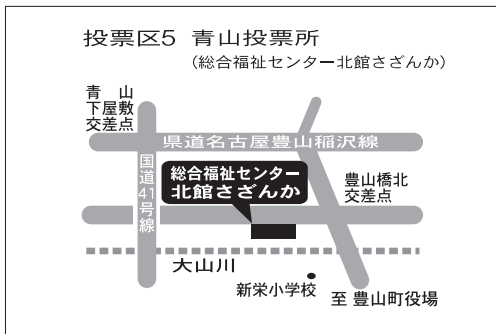 投票区5 青山投票所
(総合福祉センター北館さざんか)
青 山
下屋敷
交差点
県道名古屋豊山稲沢線
国道41号線
総合福祉センター
北館さざんか
豊山橋北
交差点
大山川
新栄小学校
至 豊山町役場